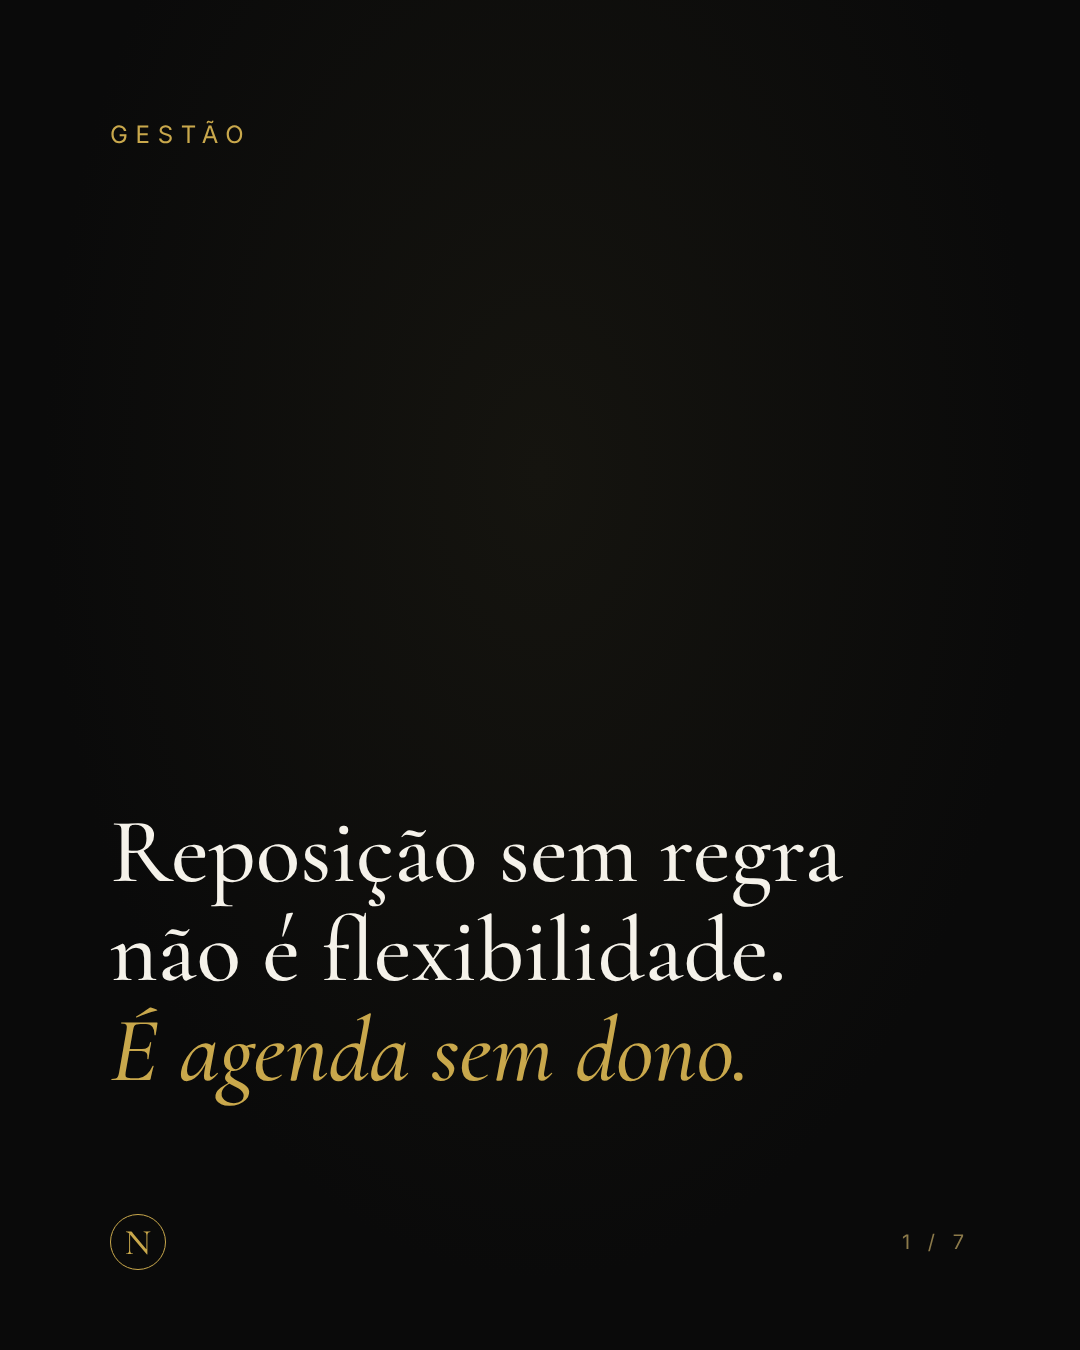 GESTÃO
Reposição sem regra
não é flexibilidade.
É agenda sem dono.
N
1 / 7